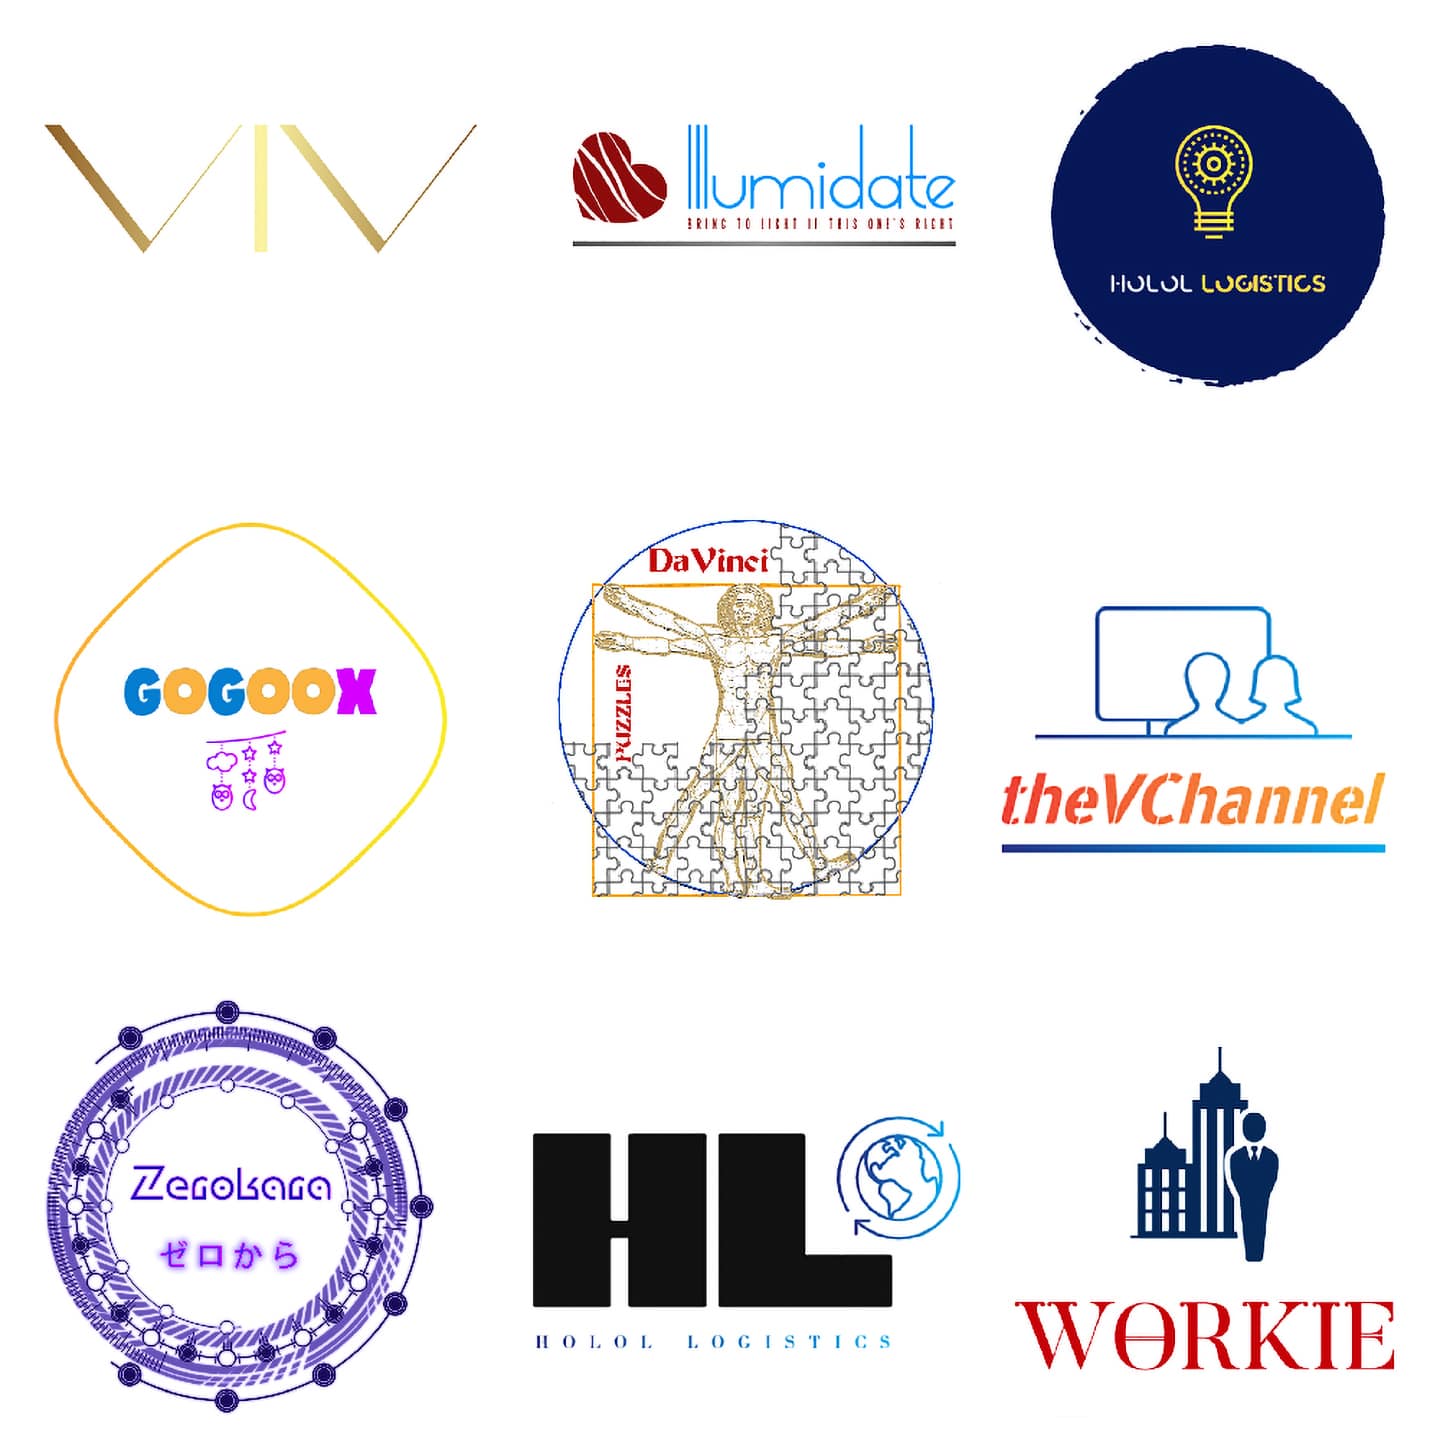 VIV
Illumidate
BRING TO LIGHT IF THIS ONE'S RIGHT
HOLOL LOGISTICS
GOGOOX
DaVinci
PUZZLES
theVChannel
Zerokara
ゼロから
HL
HOLOL LOGISTICS
WORKIE